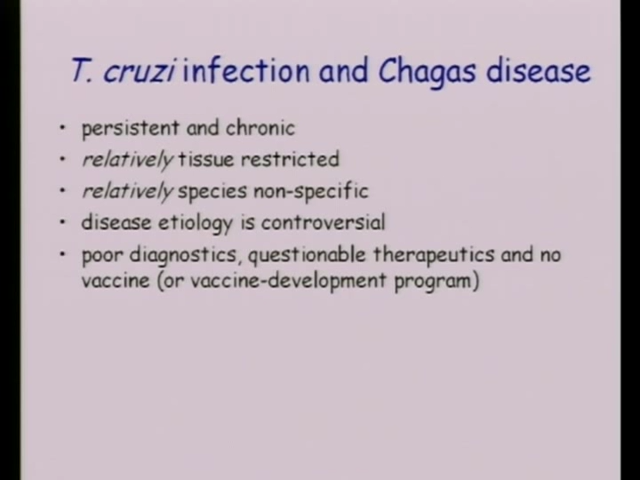 T. cruzi infection and Chagas disease
• persistent and chronic
• relatively tissue restricted
• relatively species non-specific
• disease etiology is controversial
• poor diagnostics, questionable therapeutics and no
vaccine (or vaccine-development program)